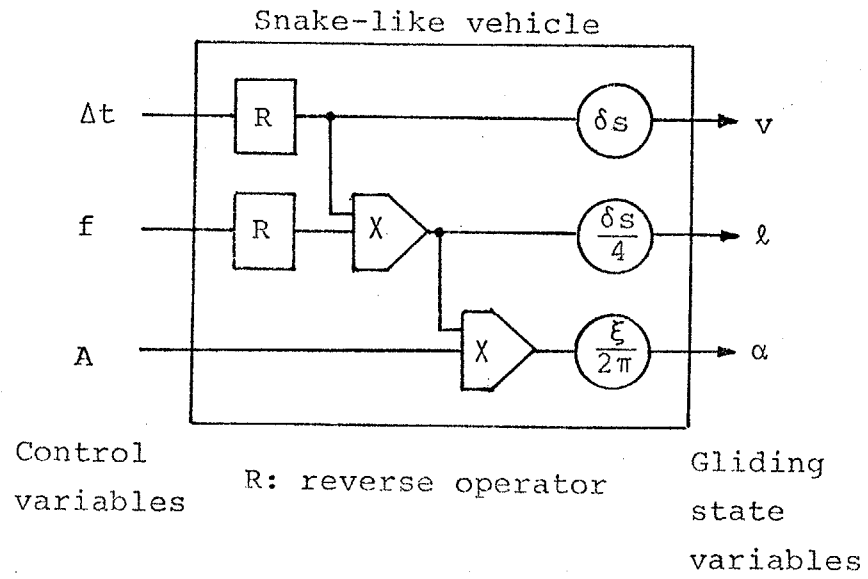 Snake-like vehicle
Δt
R
δs
v
f
R
X
δs
4
ℓ
A
X
ξ
2π
α
Control
variables
R: reverse operator
Gliding
state
variables